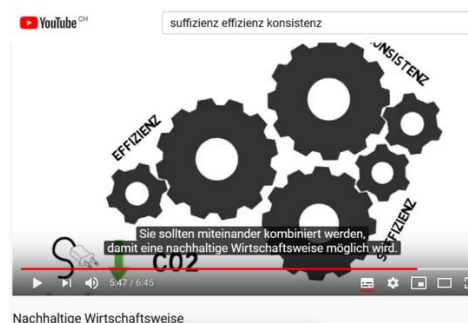 YouTube CH
suffizienz effizienz konsistenz
KONSISTENZ
EFFIZIENZ
SUFFIZIENZ
CO2
Sie sollten miteinander kombiniert werden,
damit eine nachhaltige Wirtschaftsweise möglich wird.
5:47 / 6:45
Nachhaltige Wirtschaftsweise